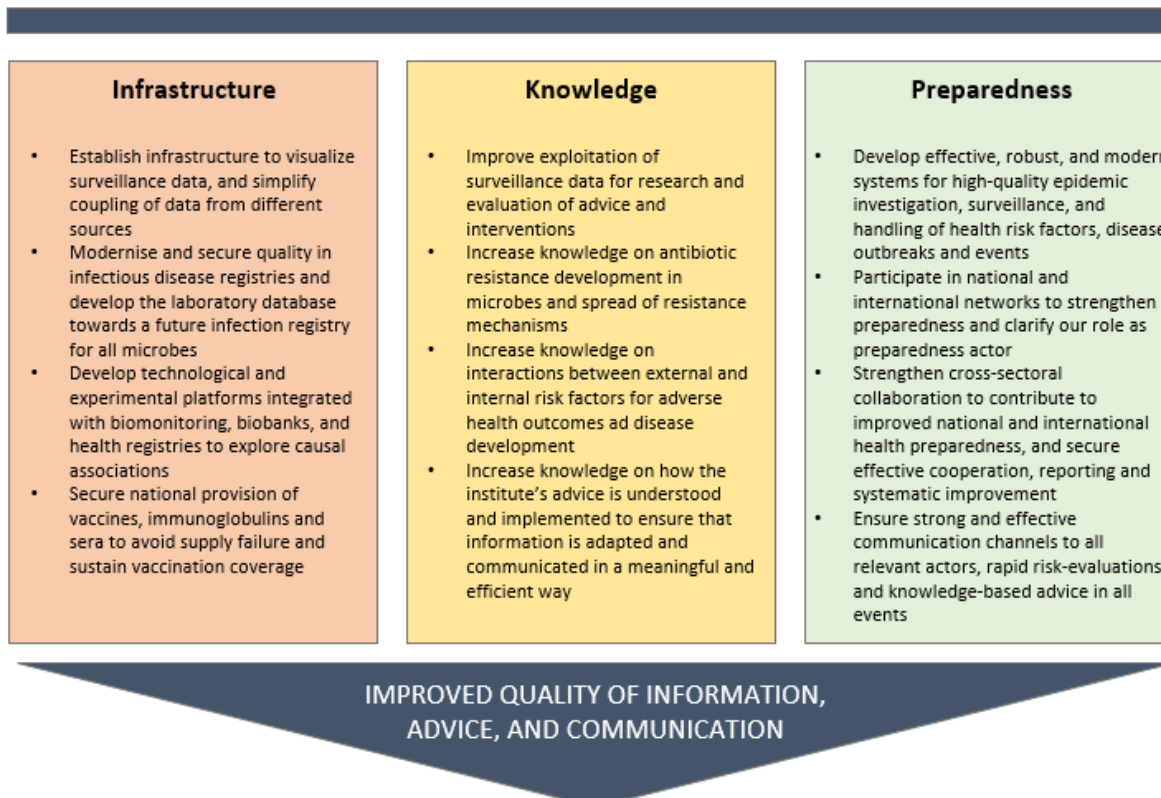 Infrastructure
• Establish infrastructure to visualize
surveillance data, and simplify
coupling of data from different
sources
• Modernise and secure quality in
infectious disease registries and
develop the laboratory database
towards a future infection registry
for all microbes
• Develop technological and
experimental platforms integrated
with biomonitoring, biobanks, and
health registries to explore causal
associations
• Secure national provision of
vaccines, immunoglobulins and
sera to avoid supply failure and
sustain vaccination coverage
Knowledge
• Improve exploitation of
surveillance data for research and
evaluation of advice and
interventions
• Increase knowledge on antibiotic
resistance development in
microbes and spread of resistance
mechanisms
• Increase knowledge on
interactions between external and
internal risk factors for adverse
health outcomes ad disease
development
• Increase knowledge on how the
institute's advice is understood
and implemented to ensure that
information is adapted and
communicated in a meaningful and
efficient way
Preparedness
• Develop effective, robust, and modern
systems for high-quality epidemic
investigation, surveillance, and
handling of health risk factors, disease
outbreaks and events
• Participate in national and
international networks to strengthen
preparedness and clarify our role as
preparedness actor
• Strengthen cross-sectoral
collaboration to contribute to
improved national and international
health preparedness, and secure
effective cooperation, reporting and
systematic improvement
• Ensure strong and effective
communication channels to all
relevant actors, rapid risk-evaluations
and knowledge-based advice in all
events
IMPROVED QUALITY OF INFORMATION,
ADVICE, AND COMMUNICATION